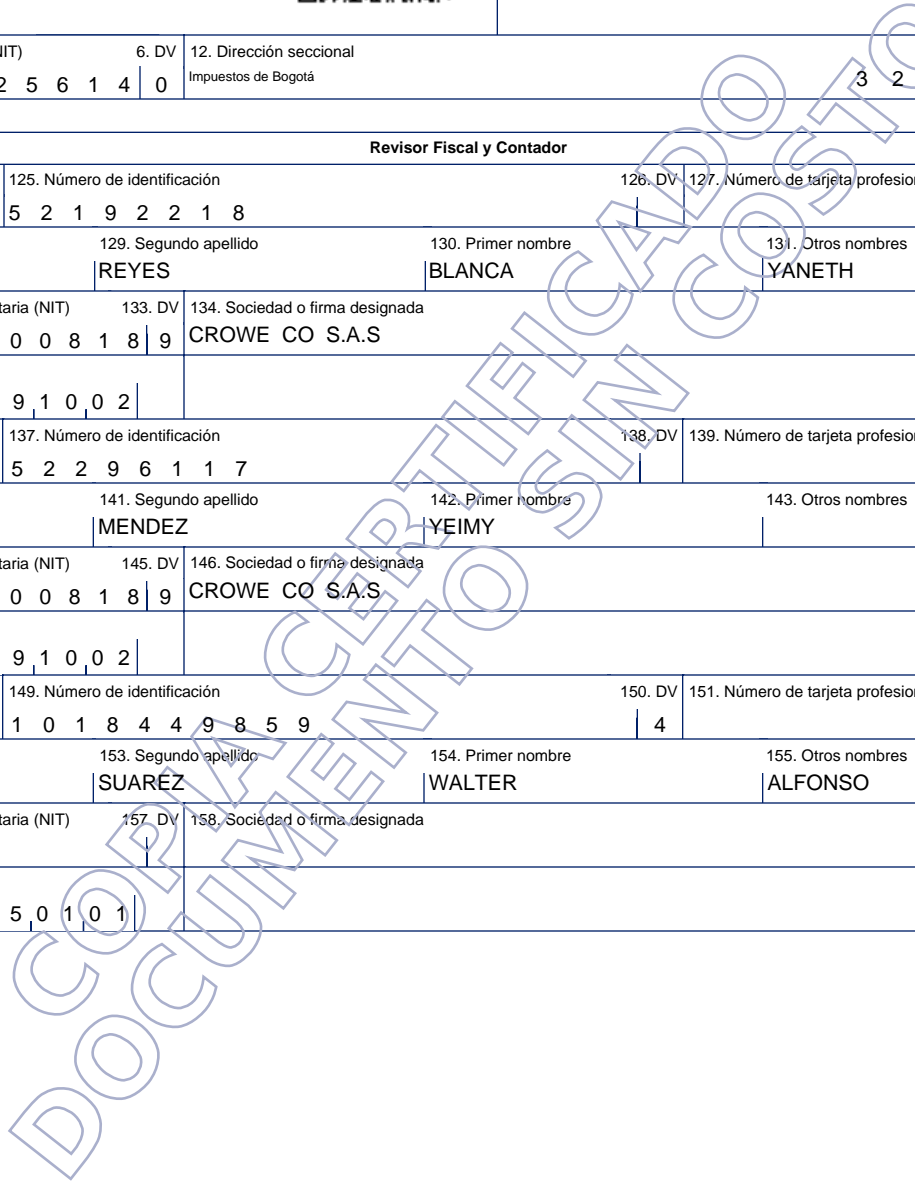 6. DV 12. Dirección seccional
2 5 6 1 4 0 Impuestos de Bogotá 3 2
Revisor Fiscal y Contador
125. Número de identificación 126. DV 127. Número de tarjeta
5 2 1 9 2 2 1 8
129. Segundo apellido 130. Primer nombre 131. Otros nombres
REYES BLANCA YANETH
(NIT) 133. DV 134. Sociedad o firma designada
0 0 8 1 8 9 CROWE CO S.A.S
9 1 0 0 2
137. Número de identificación 138. DV 139. Número de tarjeta
5 2 2 9 6 1 1 7
141. Segundo apellido 142. Primer nombre 143. Otros nombres
MENDEZ YEIMY
(NIT) 145. DV 146. Sociedad o firma designada
0 0 8 1 8 9 CROWE CO S.A.S
9 1 0 0 2
149. Número de identificación 150. DV 151. Número de tarjeta
1 0 1 8 4 4 9 8 5 9 4
153. Segundo apellido 154. Primer nombre 155. Otros nombres
SUAREZ WALTER ALFONSO
(NIT) 157. DV 158. Sociedad o firma designada
5 0 1 0 1
COPIA CERTIFICADO
DOCUMENTO SIN COSTO